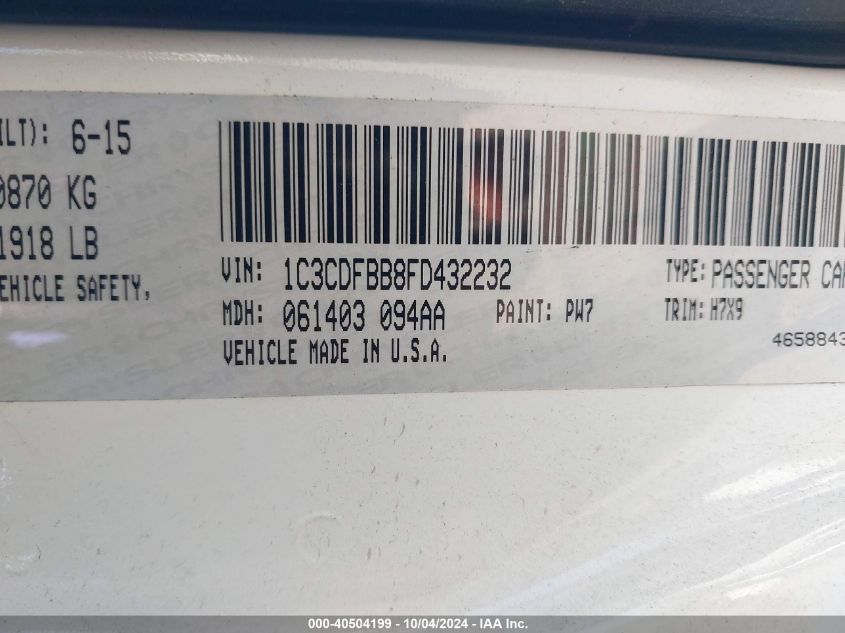 ILT): 6-15
0870 KG
1918 LB
EHICLE SAFETY,
VIN: 1C3CDFBB8FD432232 TYPE: PASSENGER CAR
MDH: 061403 094AA PAINT: PW7 TRIM: H7X9
VEHICLE MADE IN U.S.A. 4658843
000-40504199 - 10/04/2024 - IAA Inc.